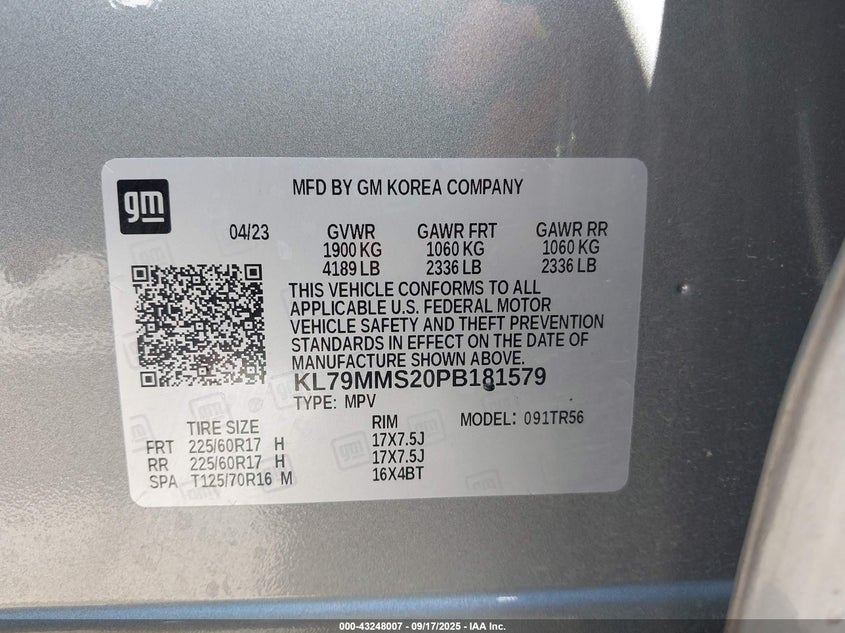 gm
MFD BY GM KOREA COMPANY
04/23 GVWR GAWR FRT GAWR RR
1900 KG 1060 KG 1060 KG
4189 LB 2336 LB 2336 LB
THIS VEHICLE CONFORMS TO ALL
APPLICABLE U.S. FEDERAL MOTOR
VEHICLE SAFETY AND THEFT PREVENTION
STANDARDS IN EFFECT ON THE DATE OF
MANUFACTURE SHOWN ABOVE.
KL79MMS20PB181579
TYPE: MPV
TIRE SIZE RIM MODEL: 091TR56
FRT 225/60R17 H 17X7.5J
RR 225/60R17 H 17X7.5J
SPA T125/70R16 M 16X4BT
000-43248007 - 09/17/2025 - IAA Inc.